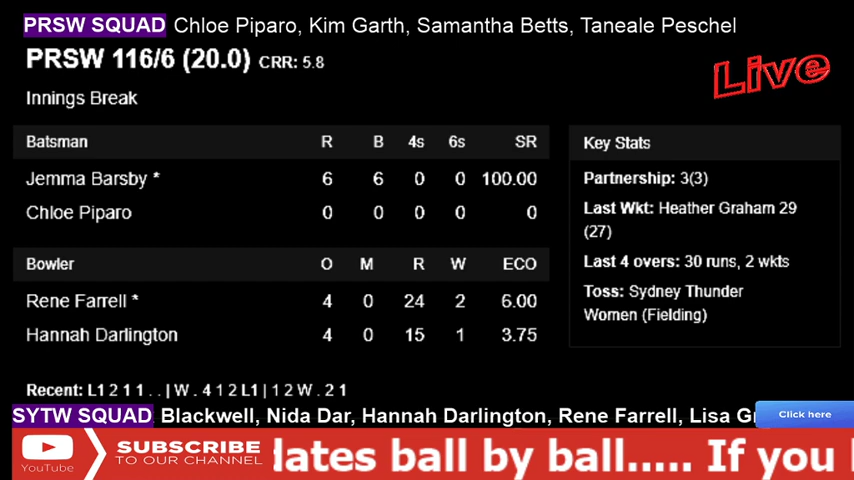 PRSW SQUAD Chloe Piparo, Kim Garth, Samantha Betts, Taneale Peschel
PRSW 116/6 (20.0) CRR: 5.8
Live
Innings Break
Batsman R B 4s 6s SR
Jemma Barsby * 6 6 0 0 100.00
Chloe Piparo 0 0 0 0 0
Bowler O M R W ECO
Rene Farrell * 4 0 24 2 6.00
Hannah Darlington 4 0 15 1 3.75
Key Stats
Partnership: 3(3)
Last Wkt: Heather Graham 29
(27)
Last 4 overs: 30 runs, 2 wkts
Toss: Sydney Thunder
Women (Fielding)
Recent: L1 2 1 1 . . | W . 4 1 2 L1 | 1 2 W . 2 1
SYTW SQUAD Blackwell, Nida Dar, Hannah Darlington, Rene Farrell, Lisa G
Click here
YouTube
SUBSCRIBE
TO OUR CHANNEL
dates ball by ball..... If you